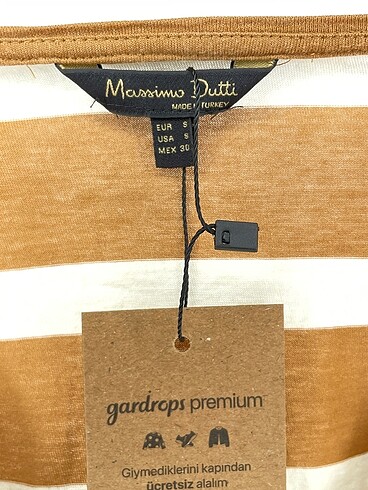 Massimo Dutti
MADE IN TURKEY
EUR S
USA S
MEX 30
gardrops premium
Giymediklerini kapından
ücretsiz alalım